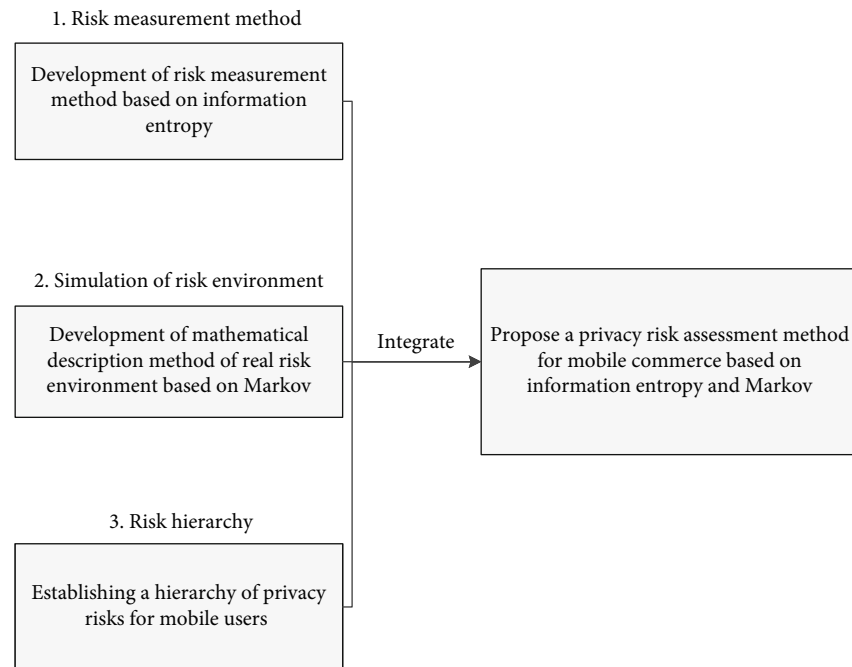 1. Risk measurement method
Development of risk measurement
method based on information
entropy
2. Simulation of risk environment
Development of mathematical
description method of real risk
environment based on Markov
Integrate
Propose a privacy risk assessment method
for mobile commerce based on
information entropy and Markov
3. Risk hierarchy
Establishing a hierarchy of privacy
risks for mobile users